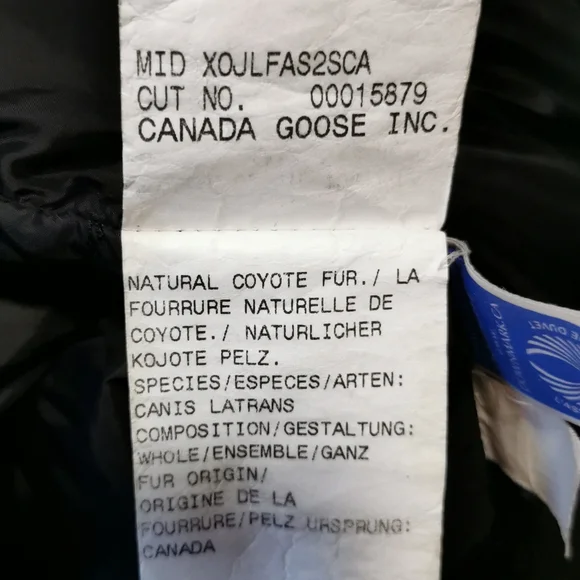 MID XOJLFAS2SCA
CUT NO. 00015879
CANADA GOOSE INC.
NATURAL COYOTE FUR./ LA
FOURRURE NATURELLE DE
COYOTE./ NATURLICHER
KOJOTE PELZ.
SPECIES/ESPECES/ARTEN:
CANIS LATRANS
COMPOSITION/GESTALTUNG:
WHOLE/ENSEMBLE/GANZ
FUR ORIGIN/
ORIGINE DE LA
FOURRURE/PELZ URSPRUNG:
CANADA